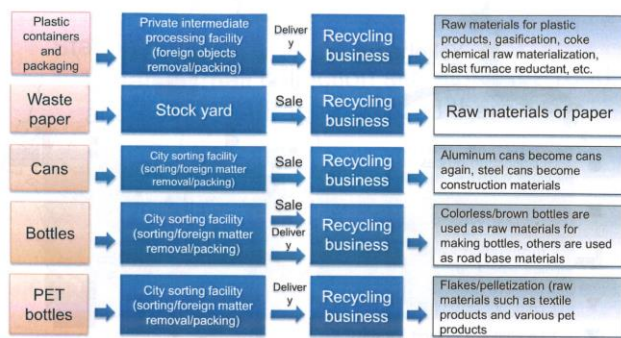 Plastic
containers
and
packaging
Private intermediate
processing facility
(foreign objects
removal/packing)
Deliver
y
Recycling
business
Raw materials for plastic
products, gasification, coke
chemical raw materialization,
blast furnace reductant, etc.
Waste
paper
Stock yard
Sale
Recycling
business
Raw materials of paper
Cans
City sorting facility
(sorting/foreign matter
removal/packing)
Sale
Recycling
business
Aluminum cans become cans
again, steel cans become
construction materials
Bottles
City sorting facility
(sorting/foreign matter
removal/packing)
Sale
Deliver
y
Recycling
business
Colorless/brown bottles are
used as raw materials for
making bottles, others are used
as road base materials
PET
bottles
City sorting facility
(sorting/foreign matter
removal/packing)
Deliver
y
Recycling
business
Flakes/pelletization (raw
materials such as textile
products and various pet
products